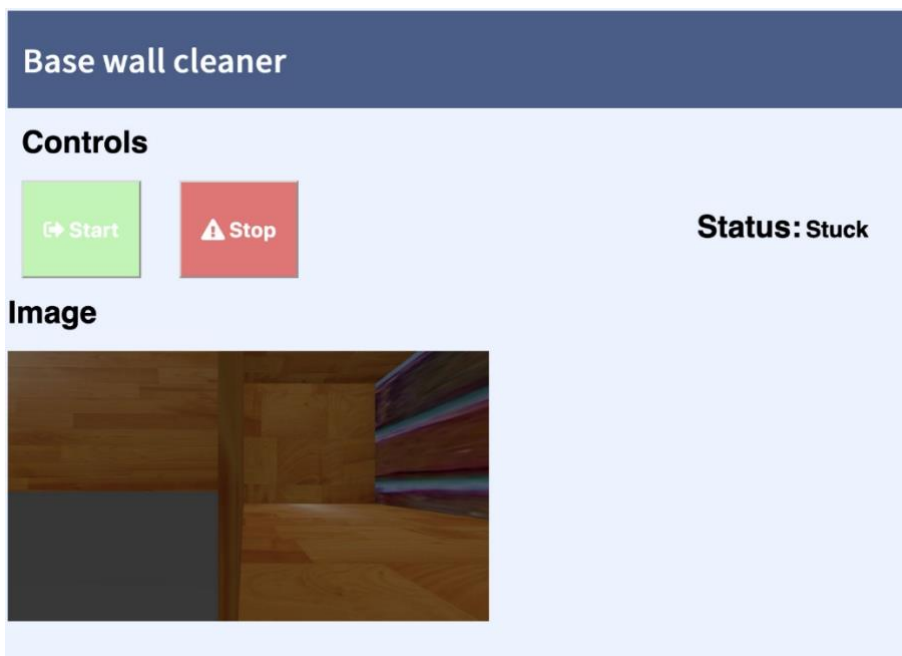 Base wall cleaner
Controls
Start
Stop
Status: Stuck
Image